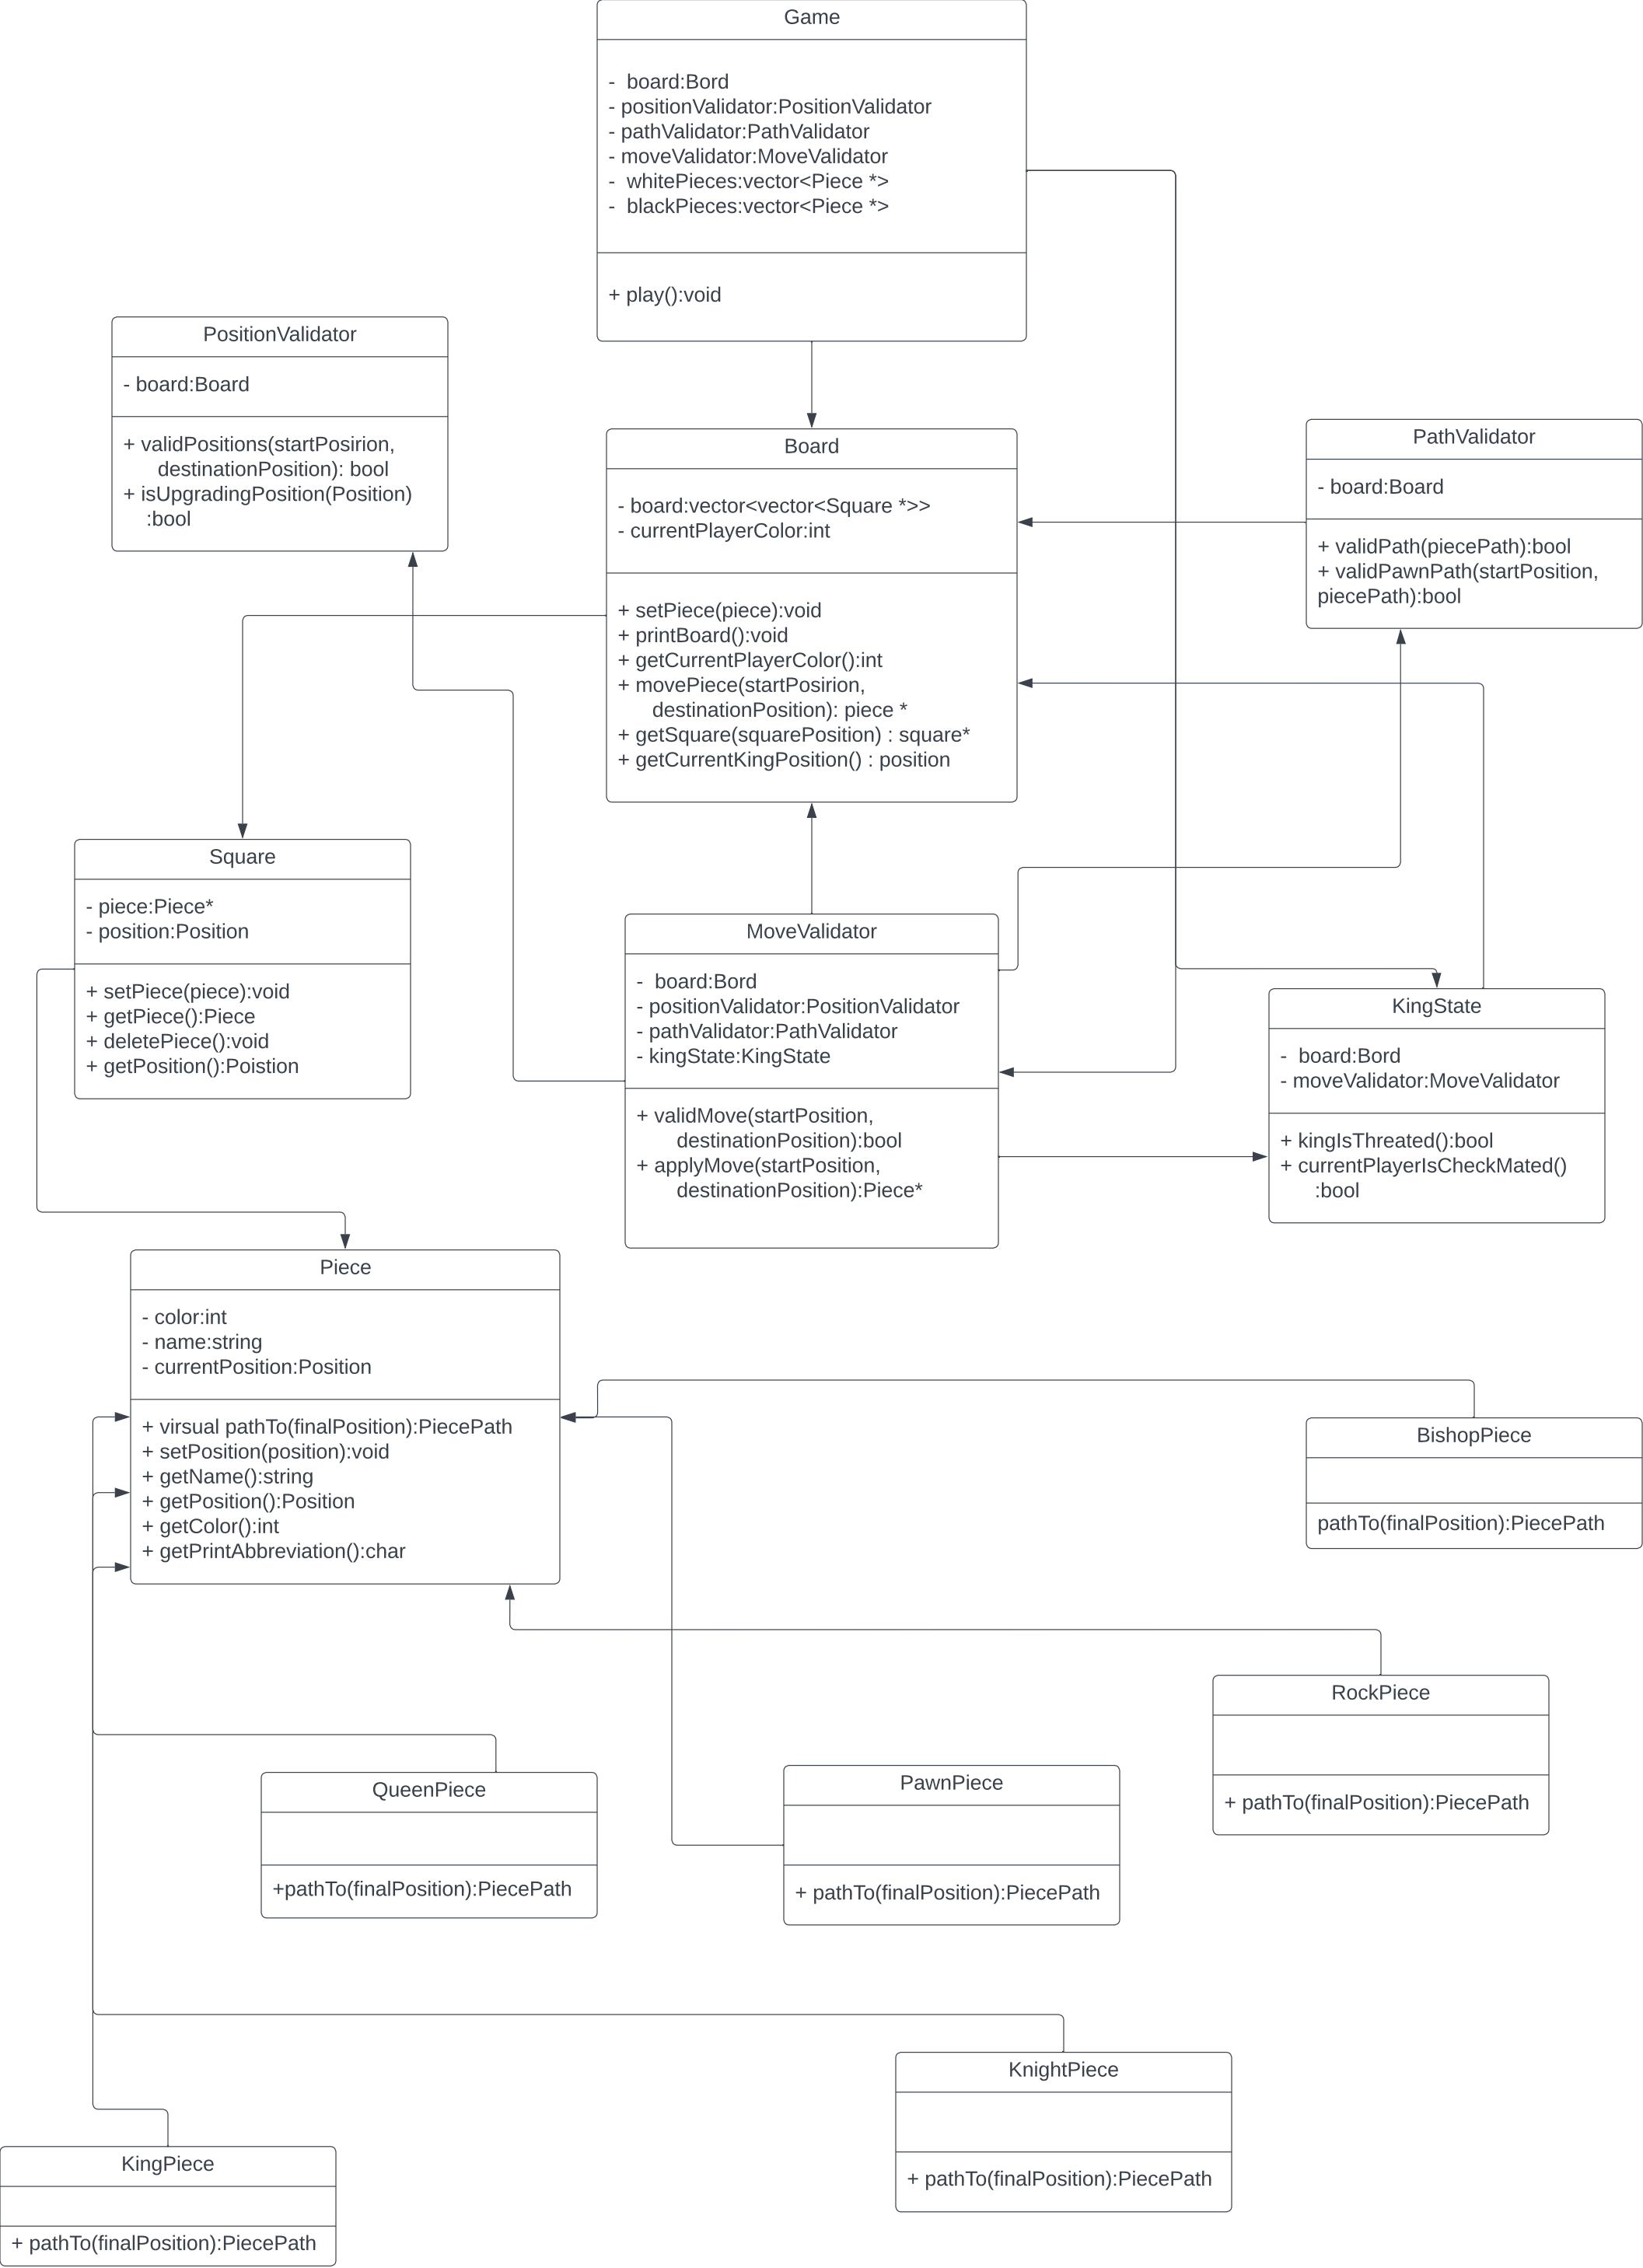 Game
-  board:Bord
- positionValidator:PositionValidator
- pathValidator:PathValidator
- moveValidator:MoveValidator
-  whitePieces:vector<Piece *>
-  blackPieces:vector<Piece *>
+ play():void
PositionValidator
- board:Board
+ validPositions(startPosirion,
destinationPosition): bool
+ isUpgradingPosition(Position)
:bool
Board
- board:vector<vector<Square *>>
- currentPlayerColor:int
+ setPiece(piece):void
+ printBoard():void
+ getCurrentPlayerColor():int
+ movePiece(startPosirion,
destinationPosition): piece *
+ getSquare(squarePosition) : square*
+ getCurrentKingPosition() : position
PathValidator
- board:Board
+ validPath(piecePath):bool
+ validPawnPath(startPosition,
piecePath):bool
Square
- piece:Piece*
- position:Position
+ setPiece(piece):void
+ getPiece():Piece
+ deletePiece():void
+ getPosition():Poistion
MoveValidator
-  board:Bord
- positionValidator:PositionValidator
- pathValidator:PathValidator
- kingState:KingState
+ validMove(startPosition,
destinationPosition):bool
+ applyMove(startPosition,
destinationPosition):Piece*
KingState
-  board:Bord
- moveValidator:MoveValidator
+ kingIsThreated():bool
+ currentPlayerIsCheckMated()
:bool
Piece
- color:int
- name:string
- currentPosition:Position
+ virsual pathTo(finalPosition):PiecePath
+ setPosition(position):void
+ getName():string
+ getPosition():Position
+ getColor():int
+ getPrintAbbreviation():char
BishopPiece
pathTo(finalPosition):PiecePath
RockPiece
+ pathTo(finalPosition):PiecePath
QueenPiece
+pathTo(finalPosition):PiecePath
PawnPiece
+ pathTo(finalPosition):PiecePath
KnightPiece
+ pathTo(finalPosition):PiecePath
KingPiece
+ pathTo(finalPosition):PiecePath